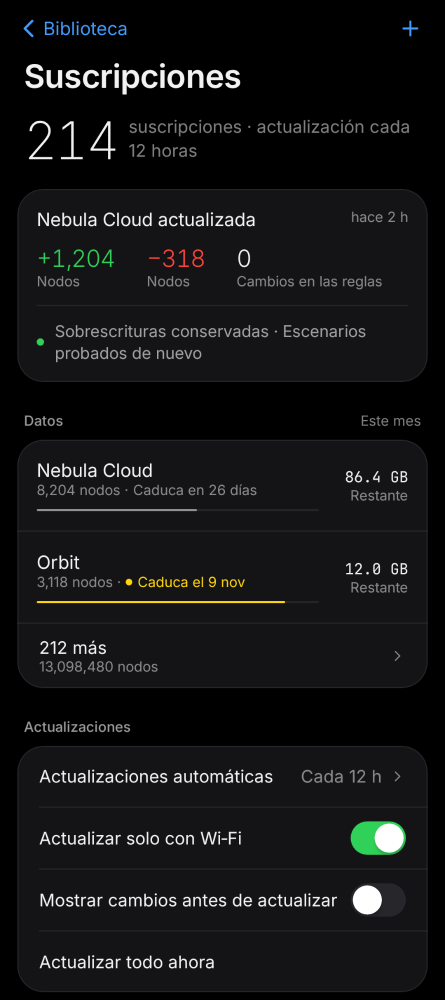 Biblioteca
Suscripciones
214
suscripciones · actualización cada
12 horas
Nebula Cloud actualizada
hace 2 h
+1,204
−318
0
Nodos
Nodos
Cambios en las reglas
Sobrescrituras conservadas · Escenarios
probados de nuevo
Datos
Este mes
Nebula Cloud
86.4 GB
8,204 nodos · Caduca en 26 días
Restante
Orbit
12.0 GB
3,118 nodos · Caduca el 9 nov
Restante
212 más
13,098,480 nodos
Actualizaciones
Actualizaciones automáticas
Cada 12 h
Actualizar solo con Wi-Fi
Mostrar cambios antes de actualizar
Actualizar todo ahora